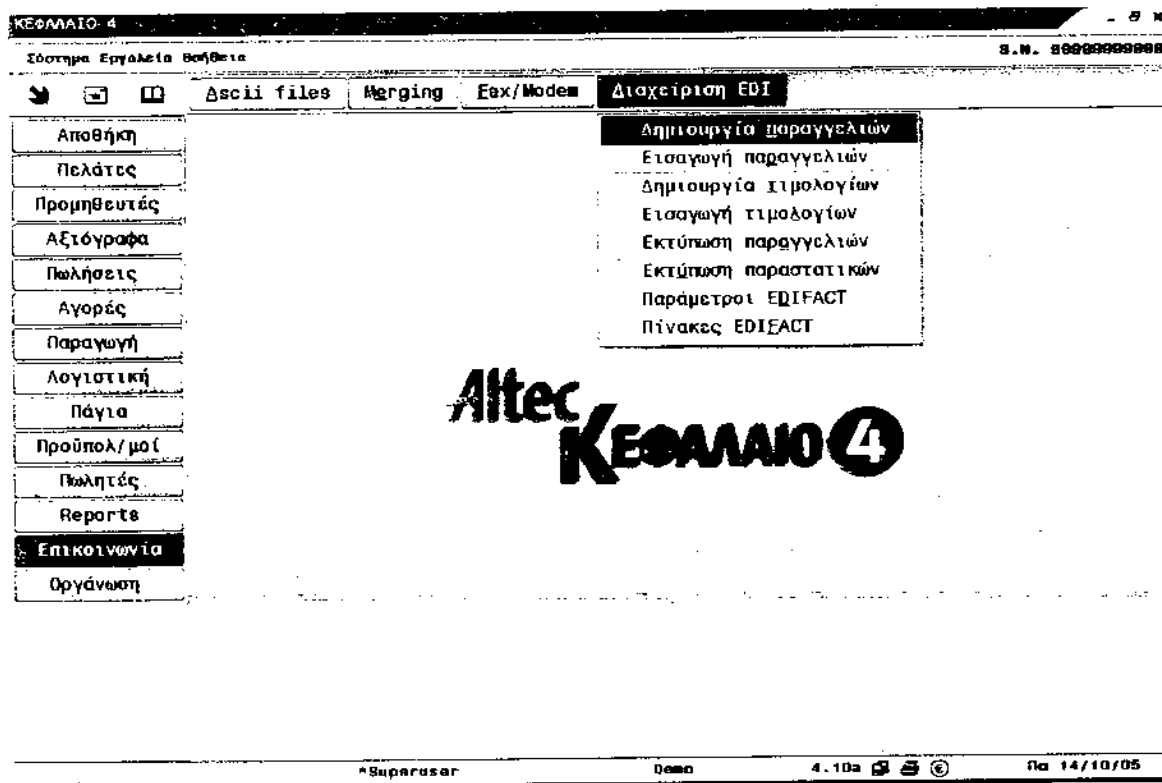 ΚΕΦΑΛΑΙΟ 4
Σύστημα Εργαλεία Βοήθεια
S.N.
Ascii files Merging Fax/Modem Διαχείριση EDI
Αποθήκη
Πελάτες
Προμηθευτές
Αξιόγραφα
Πωλήσεις
Αγορές
Παραγωγή
Λογιστική
Πάγια
Προϋπολ/μοί
Πωλητές
Reports
Επικοινωνία
Οργάνωση
Δημιουργία παραγγελιών
Εισαγωγή παραγγελιών
Δημιουργία τιμολογίων
Εισαγωγή τιμολογίων
Εκτύπωση παραγγελιών
Εκτύπωση παραστατικών
Παράμετροι EDIFACT
Πίνακες EDIFACT
Altec
ΚΕΦΑΛΑΙΟ 4
*Superuser Demo 4.10a Πα 14/10/05